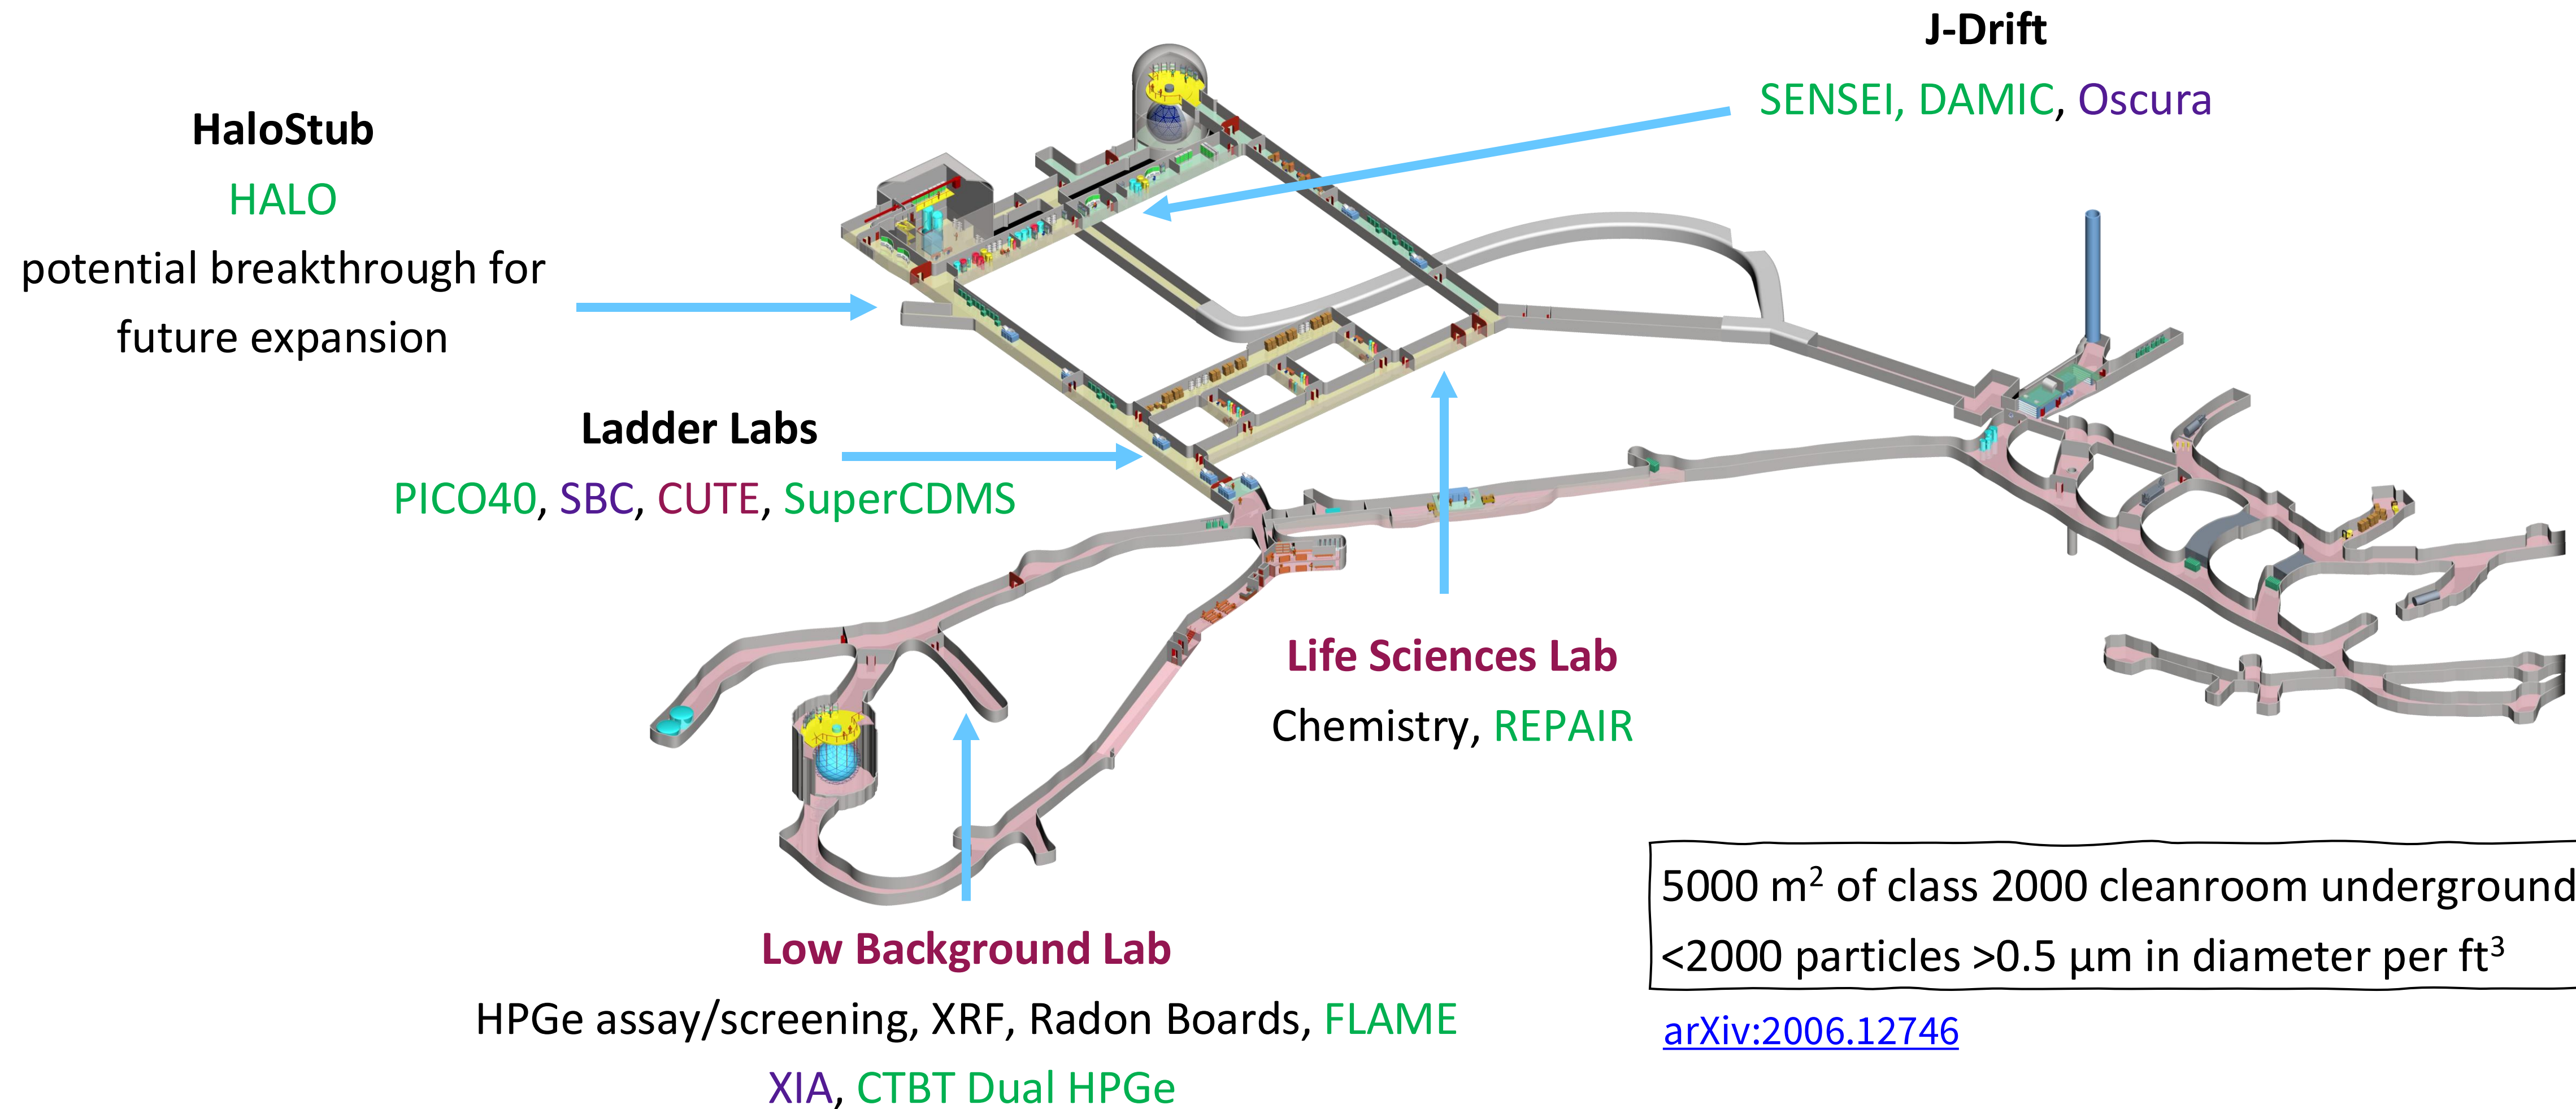 J-Drift
SENSEI, DAMIC, Oscura
HaloStub
HALO
potential breakthrough for
future expansion
Ladder Labs
PICO40, SBC, CUTE, SuperCDMS
Life Sciences Lab
Chemistry, REPAIR
Low Background Lab
HPGe assay/screening, XRF, Radon Boards, FLAME
XIA, CTBT Dual HPGe
5000 m² of class 2000 cleanroom underground
<2000 particles >0.5 µm in diameter per ft³
arXiv:2006.12746